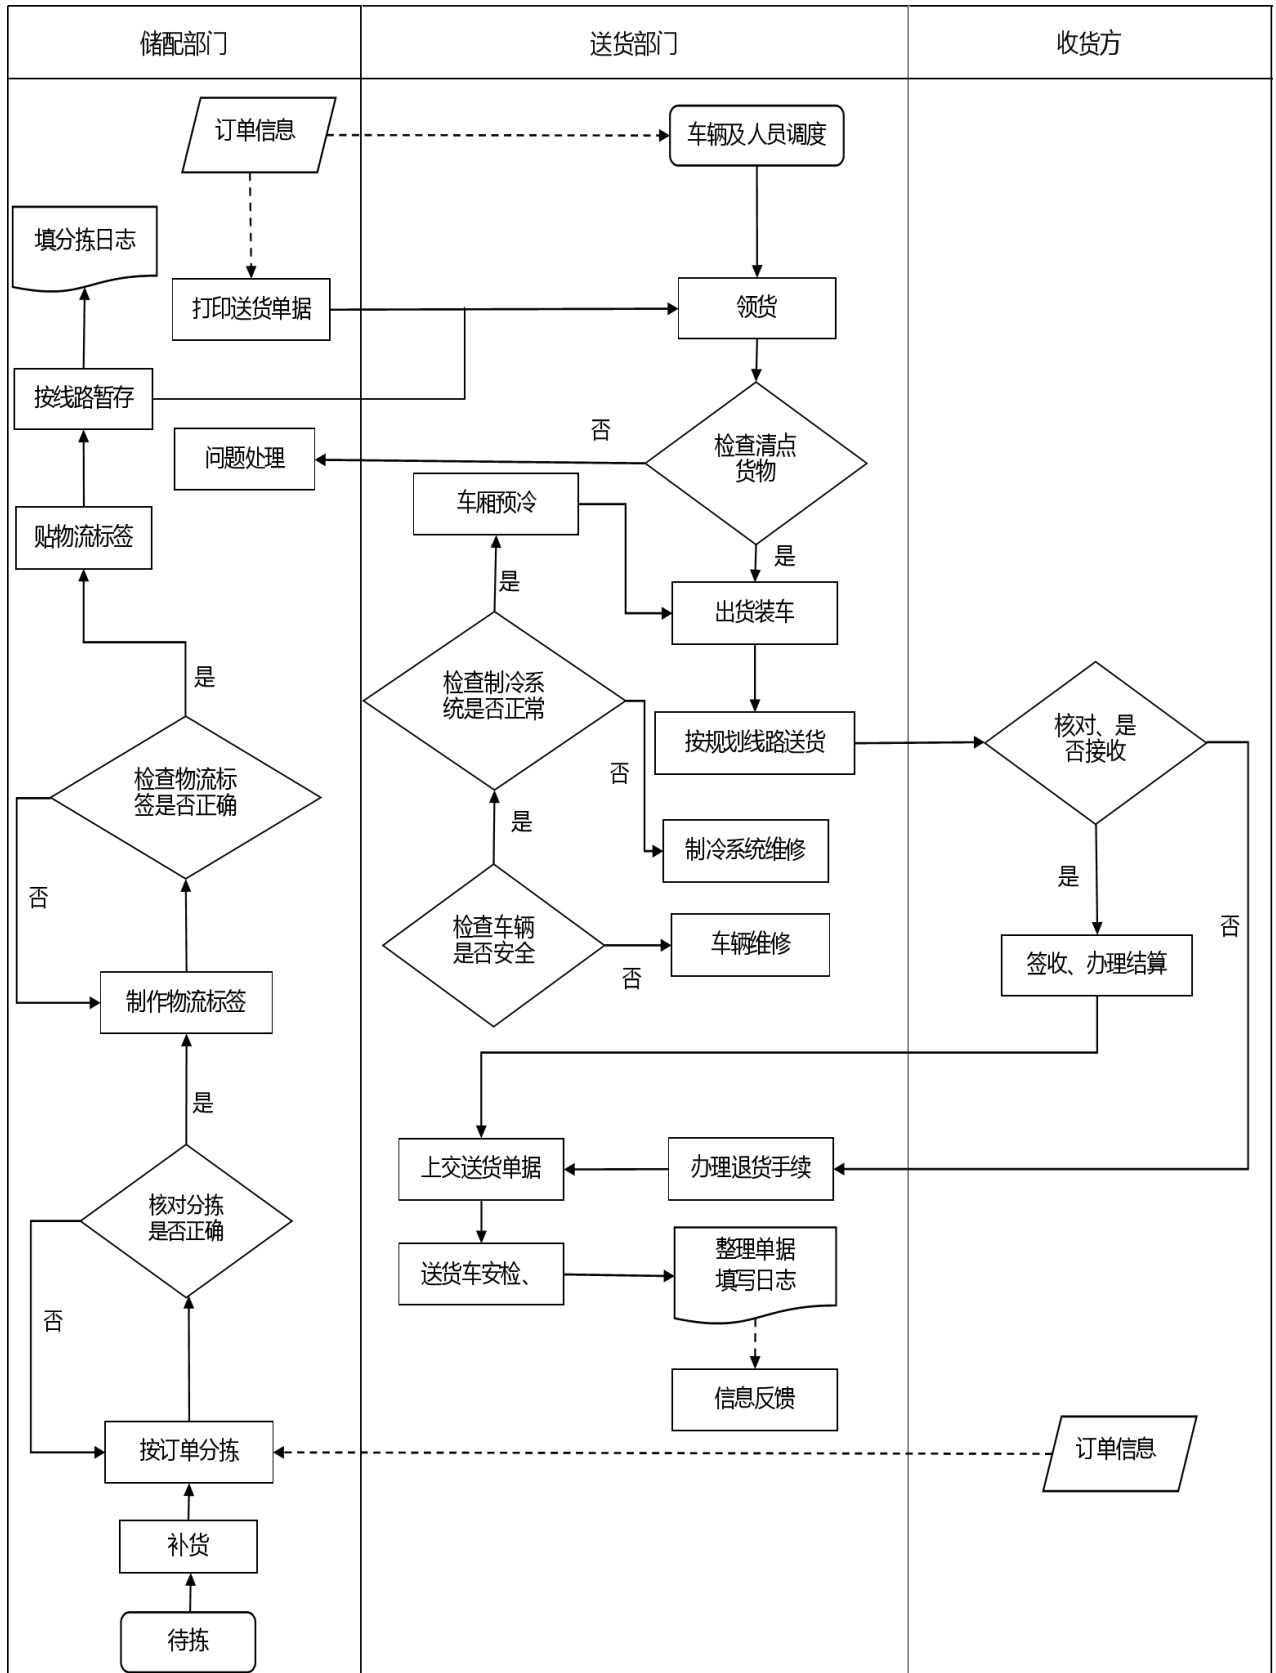 储配部门
送货部门
收货方
订单信息
车辆及人员调度
填分拣日志
打印送货单据
领货
按线路暂存
否
检查清点
货物
问题处理
车厢预冷
贴物流标签
是
是
出货装车
检查制冷系
统是否正常
是
按规划线路送货
核对、是
否接收
检查物流标
签是否正确
否
是
制冷系统维修
是
否
否
检查车辆
是否安全
车辆维修
否
签收、办理结算
制作物流标签
是
上交送货单据
办理退货手续
核对分拣
是否正确
整理单据
填写日志
送货车安检、
否
信息反馈
按订单分拣
订单信息
补货
待拣